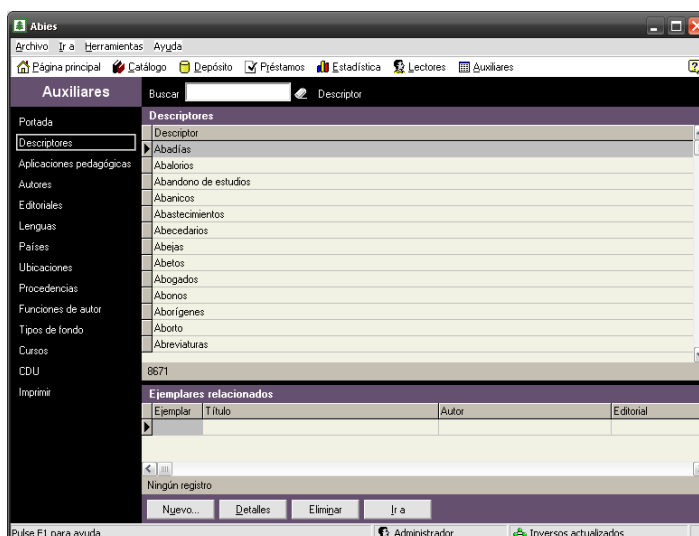 Abies
Archivo Ir a Herramientas Ayuda
Página principal Catálogo Depósito Préstamos Estadística Lectores Auxiliares
Auxiliares
Buscar Descriptor
Portada
Descriptores
Aplicaciones pedagógicas
Autores
Editoriales
Lenguas
Países
Ubicaciones
Procedencias
Funciones de autor
Tipos de fondo
Cursos
CDU
Imprimir
Descriptores
Descriptor
Abadías
Abalorios
Abandono de estudios
Abanicos
Abastecimientos
Abecedarios
Abejas
Abetos
Abogados
Abonos
Aborígenes
Aborto
Abreviaturas
8671
Ejemplares relacionados
Ejemplar Título Autor Editorial
Ningún registro
Nuevo... Detalles Eliminar Ir a
Pulse F1 para ayuda Administrador Inversos actualizados